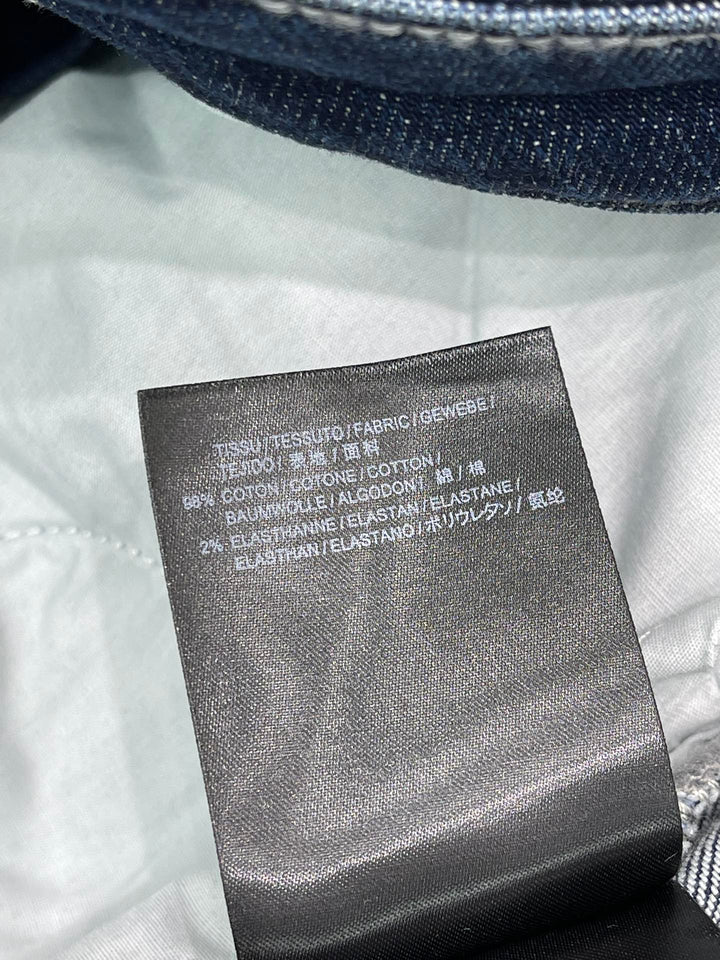 TISSU / TESSUTO / FABRIC / GEWEBE /
TEJIDO / 表地 / 面料
98% COTON / COTONE / COTTON /
BAUMWOLLE / ALGODON / 綿 / 棉
2% ELASTHANNE / ELASTAN / ELASTANE /
ELASTHAN / ELASTANO / ポリウレタン / 氨纶